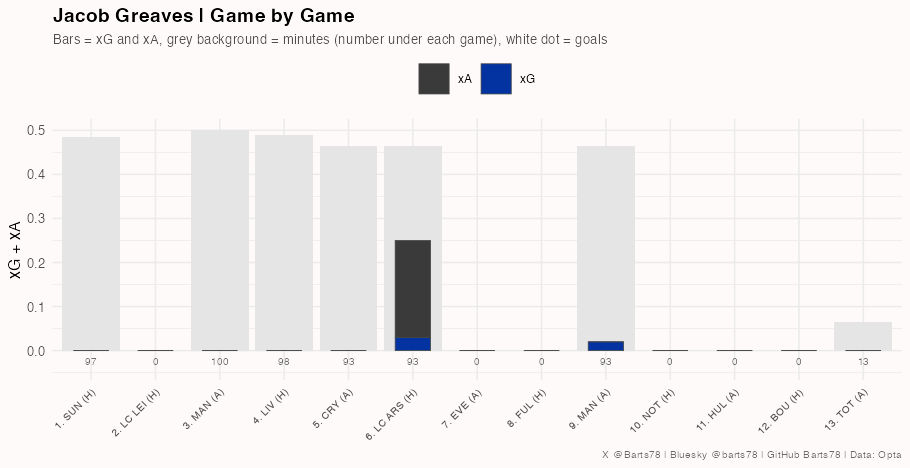 Jacob Greaves | Game by Game
Bars = xG and xA, grey background = minutes (number under each game), white dot = goals
xA xG
xG + xA
0.5
0.4
0.3
0.2
0.1
0.0
97 0 100 98 93 93 0 0 93 0 0 0 13
1. SUN (H)
2. LC LEI (H)
3. MAN (A)
4. LIV (H)
5. CRY (A)
6. LC ARS (H)
7. EVE (A)
8. FUL (H)
9. MAN (A)
10. NOT (H)
11. HUL (A)
12. BOU (H)
13. TOT (A)
X @Barts78 | Bluesky @barts78 | GitHub Barts78 | Data: Opta